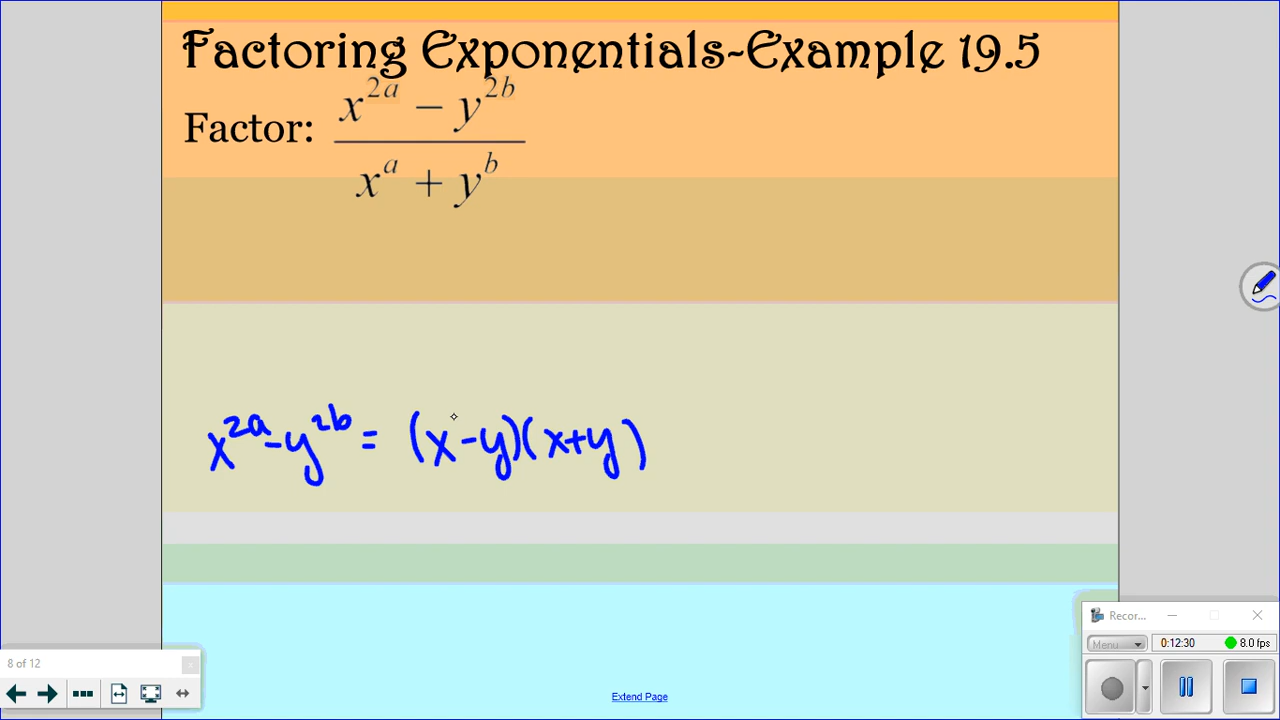 Factoring Exponentials-Example 19.5
Factor: \frac{x^{2a} - y^{2b}}{x^{a} + y^{b}}
x^{2a} - y^{2b} = (x-y)(x+y)
8 of 12
x
Extend Page
Recor...
Menu
0:12:30
8.0 fps